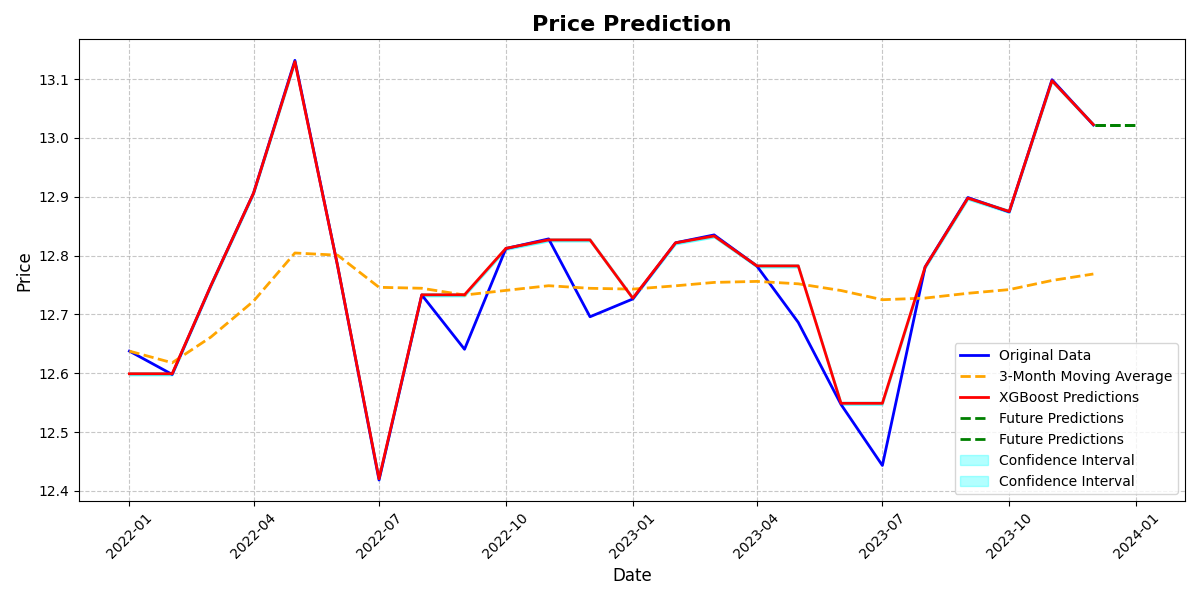 Price Prediction
Price
13.1
13.0
12.9
12.8
12.7
12.6
12.5
12.4
Original Data
3-Month Moving Average
XGBoost Predictions
Future Predictions
Future Predictions
Confidence Interval
Confidence Interval
2022-01
2022-04
2022-07
2022-10
2023-01
2023-04
2023-07
2023-10
2024-01
Date